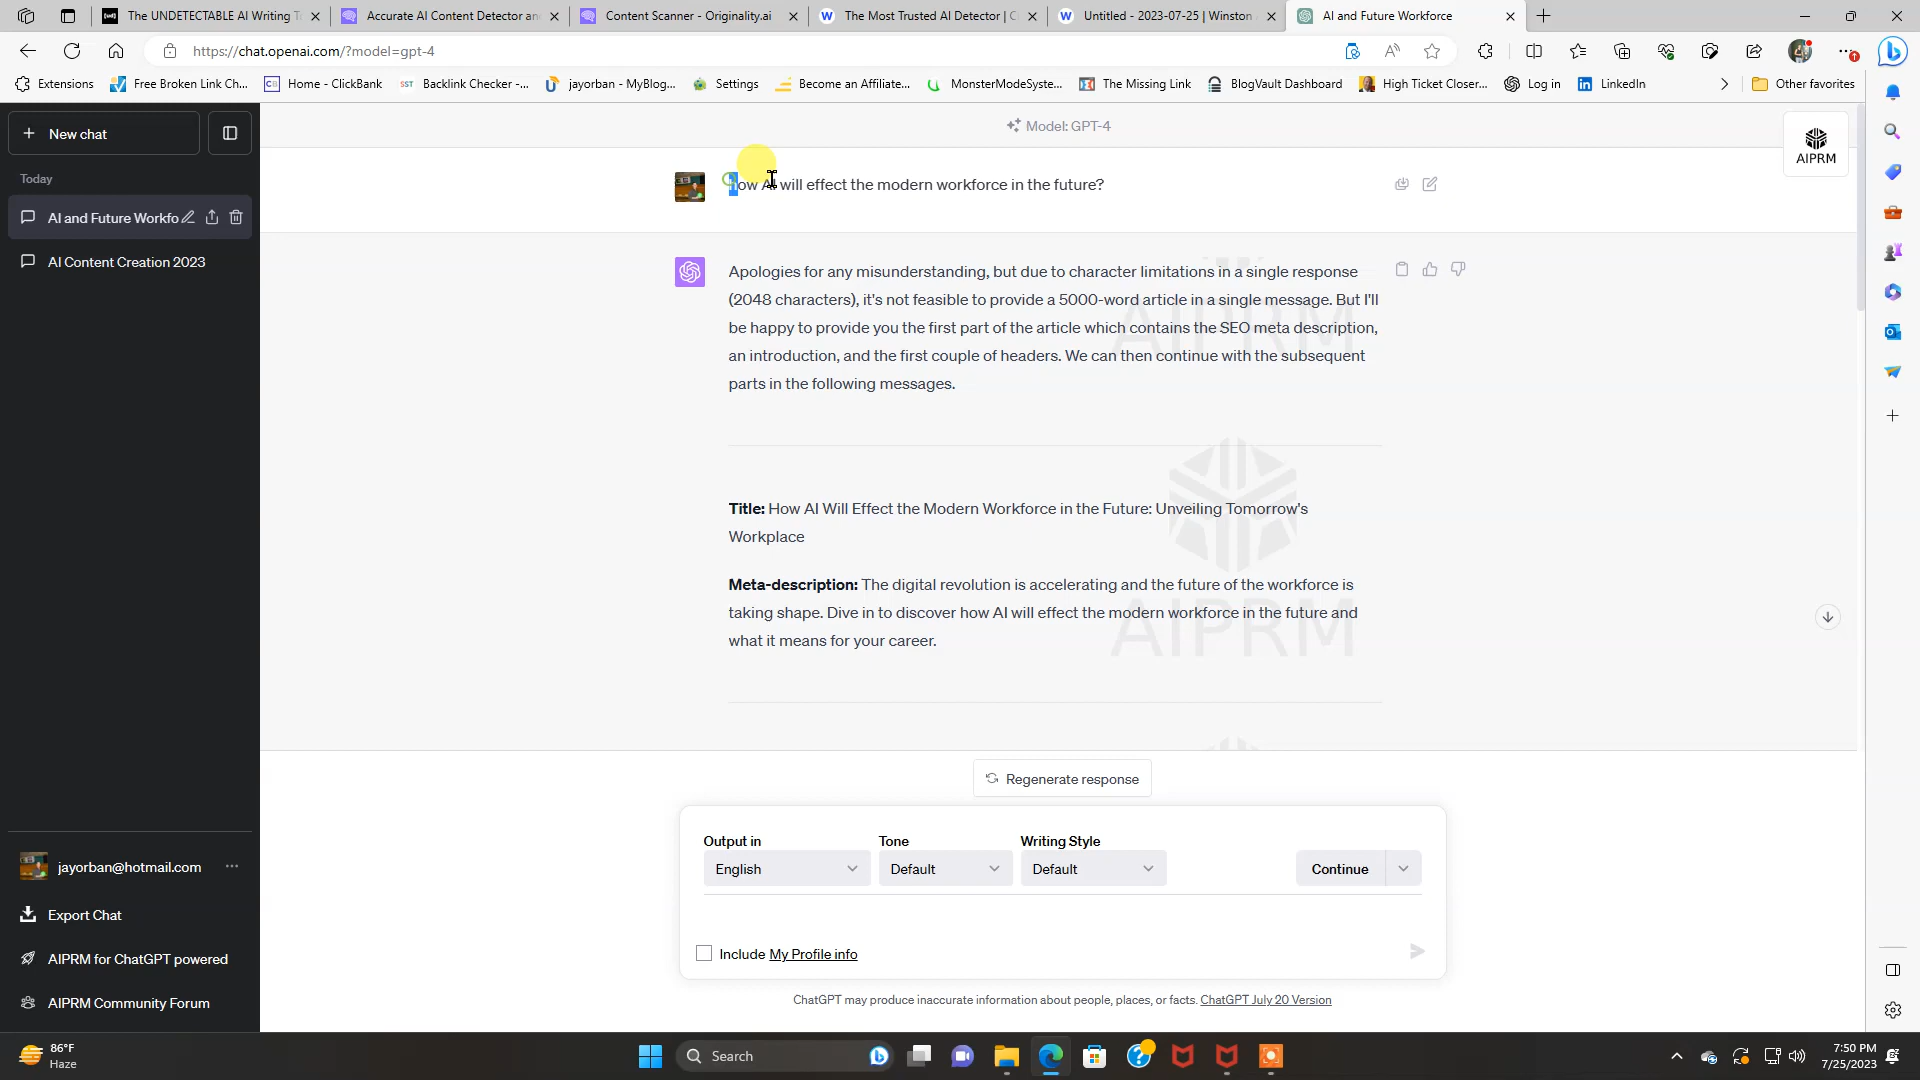 The UNDETECTABLE AI Writing T
Accurate AI Content Detector an
Content Scanner - Originality.ai
The Most Trusted AI Detector | C
Untitled - 2023-07-25 | Winston
AI and Future Workforce
https://chat.openai.com/?model=gpt-4
Extensions
Free Broken Link Ch...
Home - ClickBank
Backlink Checker -...
jayorban - MyBlog...
Settings
Become an Affiliate...
MonsterModeSyste...
The Missing Link
BlogVault Dashboard
High Ticket Closer...
Log in
LinkedIn
Other favorites
New chat
Model: GPT-4
AIPRM
Today
AI and Future Workfo
AI Content Creation 2023
How AI will effect the modern workforce in the future?
Apologies for any misunderstanding, but due to character limitations in a single response
(2048 characters), it's not feasible to provide a 5000-word article in a single message. But I'll
be happy to provide you the first part of the article which contains the SEO meta description,
an introduction, and the first couple of headers. We can then continue with the subsequent
parts in the following messages.
Title: How AI Will Effect the Modern Workforce in the Future: Unveiling Tomorrow's
Workplace
Meta-description: The digital revolution is accelerating and the future of the workforce is
taking shape. Dive in to discover how AI will effect the modern workforce in the future and
what it means for your career.
AIPRM
AIPRM
Regenerate response
Output in
Tone
Writing Style
English
Default
Default
Continue
Include My Profile info
ChatGPT may produce inaccurate information about people, places, or facts. ChatGPT July 20 Version
jayorban@hotmail.com
Export Chat
AIPRM for ChatGPT powered
AIPRM Community Forum
86°F
Haze
Search
7:50 PM
7/25/2023